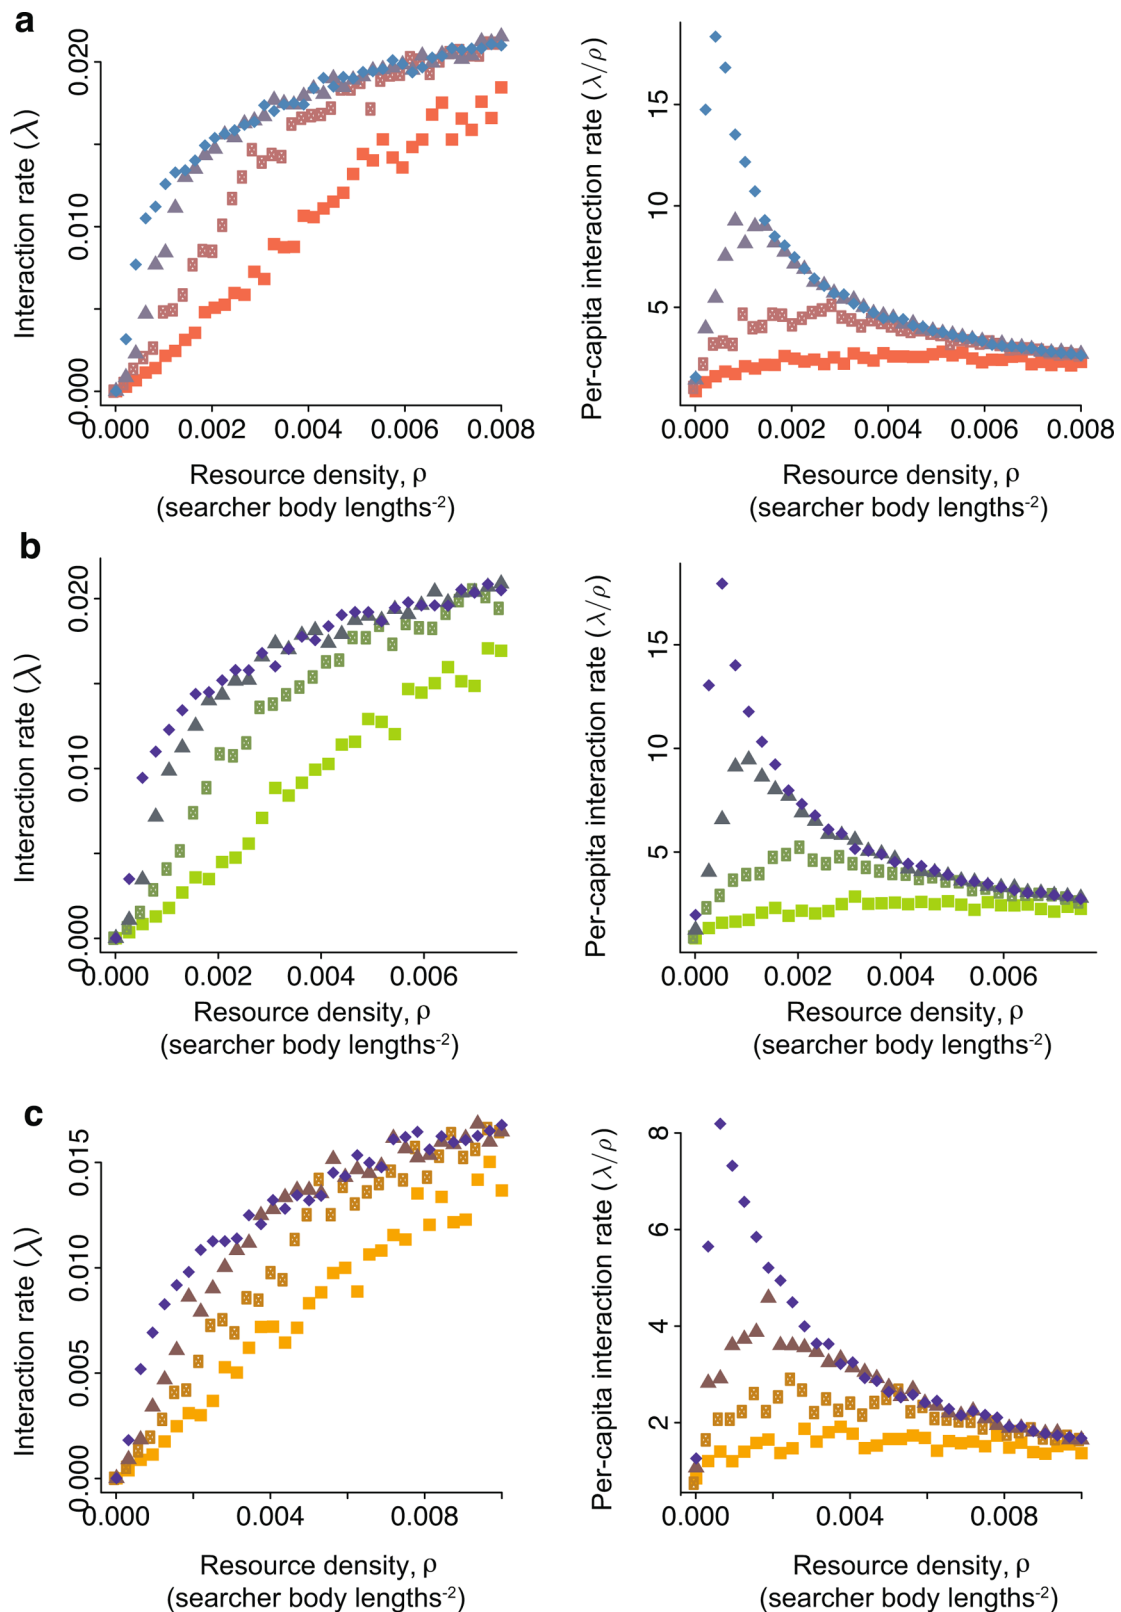 a
Interaction rate (λ)
0.000
0.010
0.020
0.000 0.002 0.004 0.006 0.008
Resource density, ρ
(searcher body lengths⁻²)
Per-capita interaction rate (λ/ρ)
5
10
15
0.000 0.002 0.004 0.006 0.008
Resource density, ρ
(searcher body lengths⁻²)
b
Interaction rate (λ)
0.000
0.010
0.020
0.000 0.002 0.004 0.006
Resource density, ρ
(searcher body lengths⁻²)
Per-capita interaction rate (λ/ρ)
5
10
15
0.000 0.002 0.004 0.006
Resource density, ρ
(searcher body lengths⁻²)
c
Interaction rate (λ)
0.000
0.005
0.010
0.015
0.000 0.004 0.008
Resource density, ρ
(searcher body lengths⁻²)
Per-capita interaction rate (λ/ρ)
2
4
6
8
0.000 0.004 0.008
Resource density, ρ
(searcher body lengths⁻²)